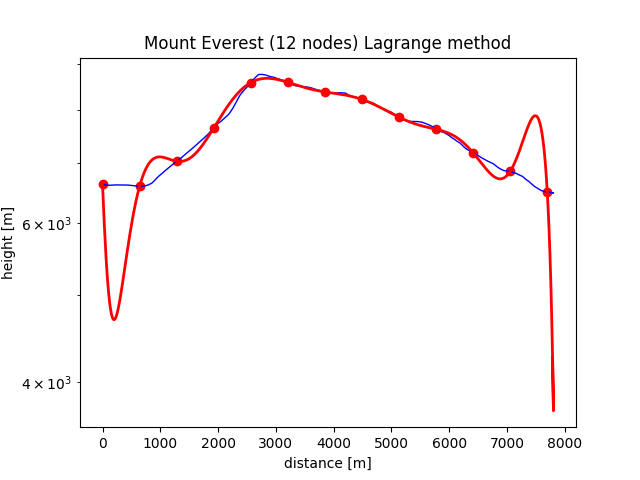 Mount Everest (12 nodes) Lagrange method
height [m]
6 × 10³
4 × 10³
0 1000 2000 3000 4000 5000 6000 7000 8000
distance [m]